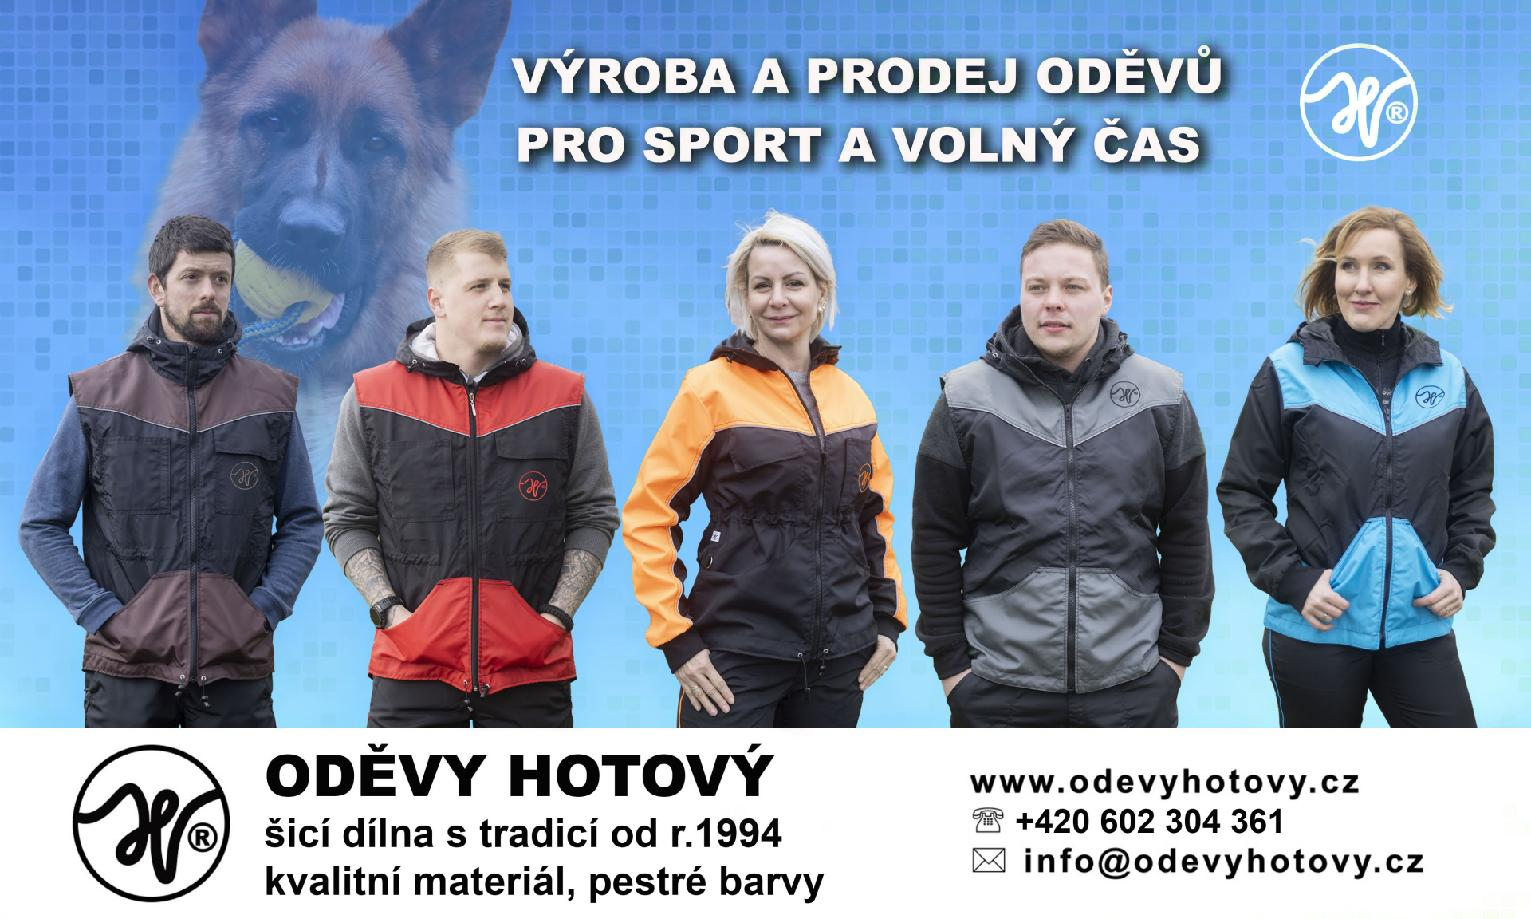 VÝROBA A PRODEJ ODĚVŮ
PRO SPORT A VOLNÝ ČAS
®
ODĚVY HOTOVÝ
šicí dílna s tradicí od r.1994
kvalitní materiál, pestré barvy
®
www.odevyhotovy.cz
+420 602 304 361
info@odevyhotovy.cz